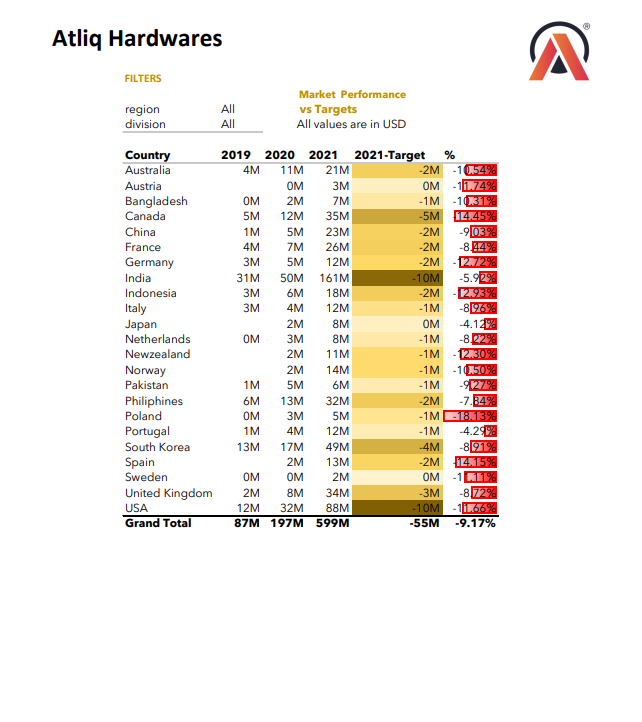 Atliq Hardwares
®
FILTERS
Market Performance
vs Targets
region All
division All All values are in USD
Country 2019 2020 2021 2021-Target %
Australia 4M 11M 21M -2M -10.54%
Austria 0M 3M 0M -11.74%
Bangladesh 0M 2M 7M -1M -10.31%
Canada 5M 12M 35M -5M -14.45%
China 1M 5M 23M -2M -9.03%
France 4M 7M 26M -2M -8.44%
Germany 3M 5M 12M -2M -12.72%
India 31M 50M 161M -10M -5.92%
Indonesia 3M 6M 18M -2M -12.93%
Italy 3M 4M 12M -1M -8.96%
Japan 2M 8M 0M -4.12%
Netherlands 0M 3M 8M -1M -8.22%
Newzealand 2M 11M -1M -12.30%
Norway 2M 14M -1M -10.50%
Pakistan 1M 5M 6M -1M -9.27%
Philiphines 6M 13M 32M -2M -7.84%
Poland 0M 3M 5M -1M -18.13%
Portugal 1M 4M 12M -1M -4.29%
South Korea 13M 17M 49M -4M -8.91%
Spain 2M 13M -2M -14.15%
Sweden 0M 0M 2M 0M -11.11%
United Kingdom 2M 8M 34M -3M -8.72%
USA 12M 32M 88M -10M -11.66%
Grand Total 87M 197M 599M -55M -9.17%